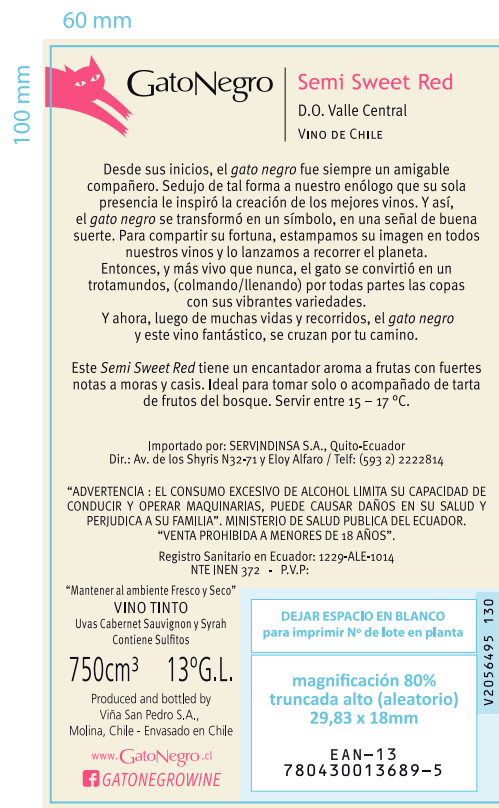 60 mm
100 mm
GatoNegro
Semi Sweet Red
D.O. Valle Central
VINO DE CHILE
Desde sus inicios, el gato negro fue siempre un amigable
compañero. Sedujo de tal forma a nuestro enólogo que su sola
presencia le inspiró la creación de los mejores vinos. Y así,
el gato negro se transformó en un símbolo, en una señal de buena
suerte. Para compartir su fortuna, estampamos su imagen en todos
nuestros vinos y lo lanzamos a recorrer el planeta.
Entonces, y más vivo que nunca, el gato se convirtió en un
trotamundos, (colmando/llenando) por todas partes las copas
con sus vibrantes variedades.
Y ahora, luego de muchas vidas y recorridos, el gato negro
y este vino fantástico, se cruzan por tu camino.
Este Semi Sweet Red tiene un encantador aroma a frutas con fuertes
notas a moras y casis. Ideal para tomar solo o acompañado de tarta
de frutos del bosque. Servir entre 15 – 17 °C.
Importado por: SERVINDINSA S.A., Quito-Ecuador
Dir.: Av. de los Shyris N32-71 y Eloy Alfaro / Telf: (593 2) 2222814
“ADVERTENCIA : EL CONSUMO EXCESIVO DE ALCOHOL LIMITA SU CAPACIDAD DE
CONDUCIR Y OPERAR MAQUINARIAS, PUEDE CAUSAR DAÑOS EN SU SALUD Y
PERJUDICA A SU FAMILIA”. MINISTERIO DE SALUD PUBLICA DEL ECUADOR.
“VENTA PROHIBIDA A MENORES DE 18 AÑOS”.
Registro Sanitario en Ecuador: 1229-ALE-1014
NTE INEN 372 - P.V.P:
“Mantener al ambiente Fresco y Seco”
VINO TINTO
Uvas Cabernet Sauvignon y Syrah
Contiene Sulfitos
750cm³ 13°G.L.
Produced and bottled by
Viña San Pedro S.A.,
Molina, Chile - Envasado en Chile
www.GatoNegro.cl
GATONEGROWINE
DEJAR ESPACIO EN BLANCO
para imprimir Nº de lote en planta
magnificación 80%
truncada alto (aleatorio)
29,83 x 18mm
EAN-13
780430013689-5
V2056495 130